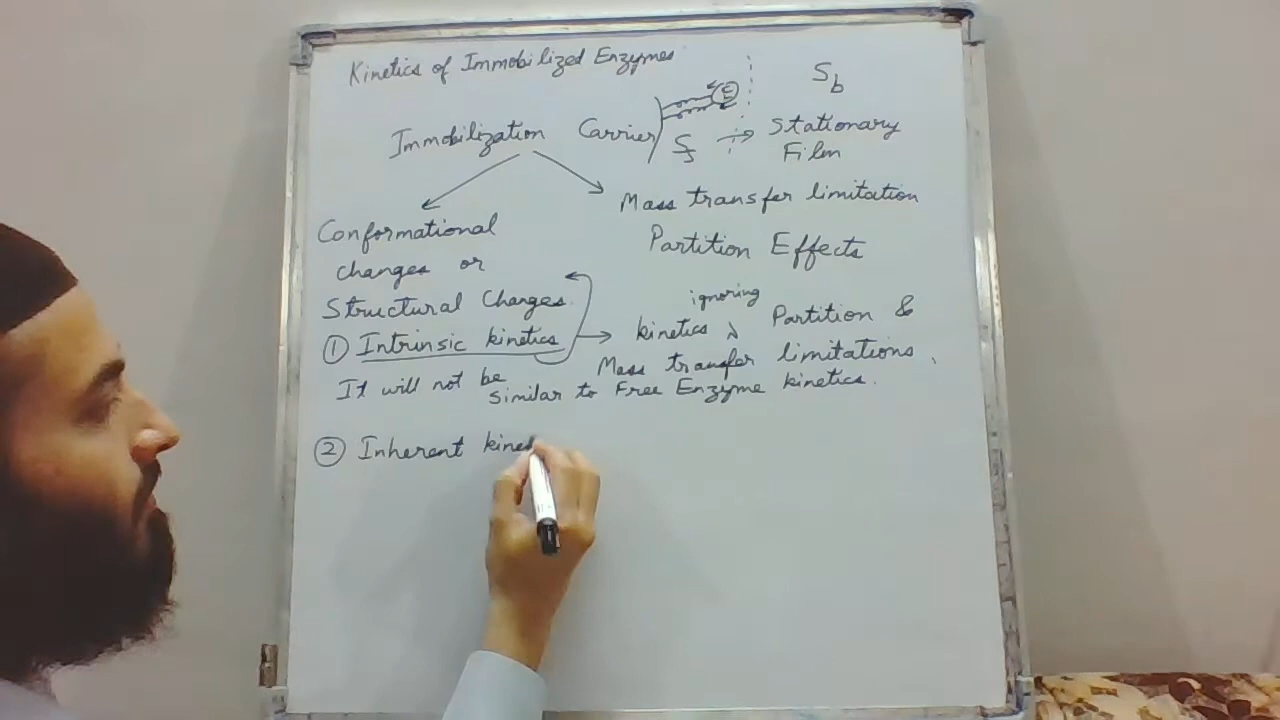 Kinetics of Immobilized Enzymes
Immobilization
Carrier
E
S_s
S_b
Stationary
Film
Conformational
changes or
Structural Changes.
Mass transfer limitation
Partition Effects
① Intrinsic kinetics
ignoring
kinetics Partition &
Mass transfer limitations.
It will not be
similar to Free Enzyme kinetics.
② Inherent kine